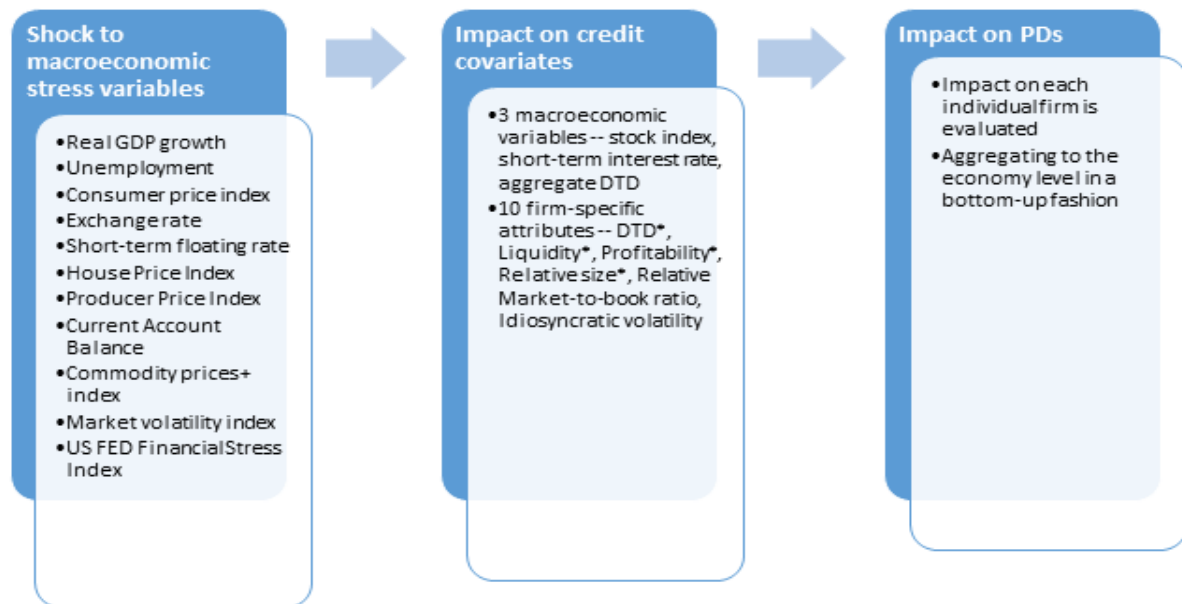 Shock to
macroeconomic
stress variables
•Real GDP growth
•Unemployment
•Consumer price index
•Exchange rate
•Short-term floating rate
•House Price Index
•Producer Price Index
•Current Account
Balance
•Commodity prices+
index
•Market volatility index
•US FED Financial Stress
Index
Impact on credit
covariates
•3 macroeconomic
variables -- stock index,
short-term interest rate,
aggregate DTD
•10 firm-specific
attributes -- DTD*,
Liquidity*, Profitability*,
Relative size*, Relative
Market-to-book ratio,
Idiosyncratic volatility
Impact on PDs
•Impact on each
individual firm is
evaluated
•Aggregating to the
economy level in a
bottom-up fashion